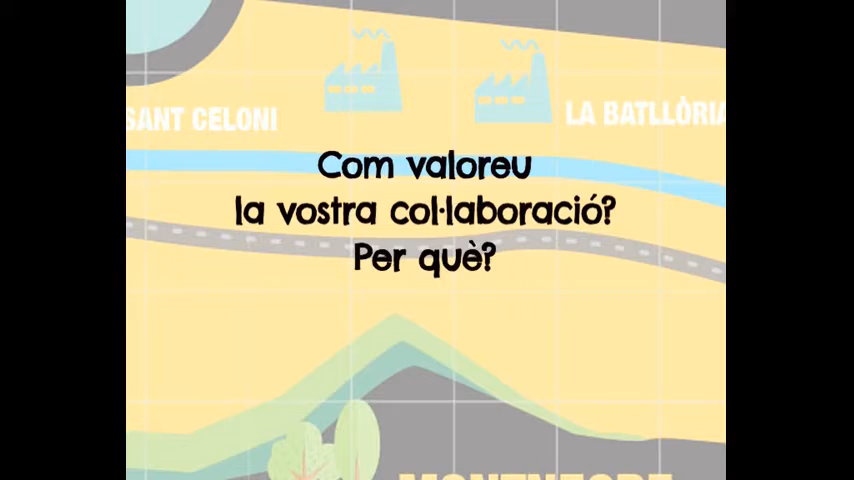 SANT CELONI
LA BATLLÒRIA
Com valoreu
la vostra col·laboració?
Per què?